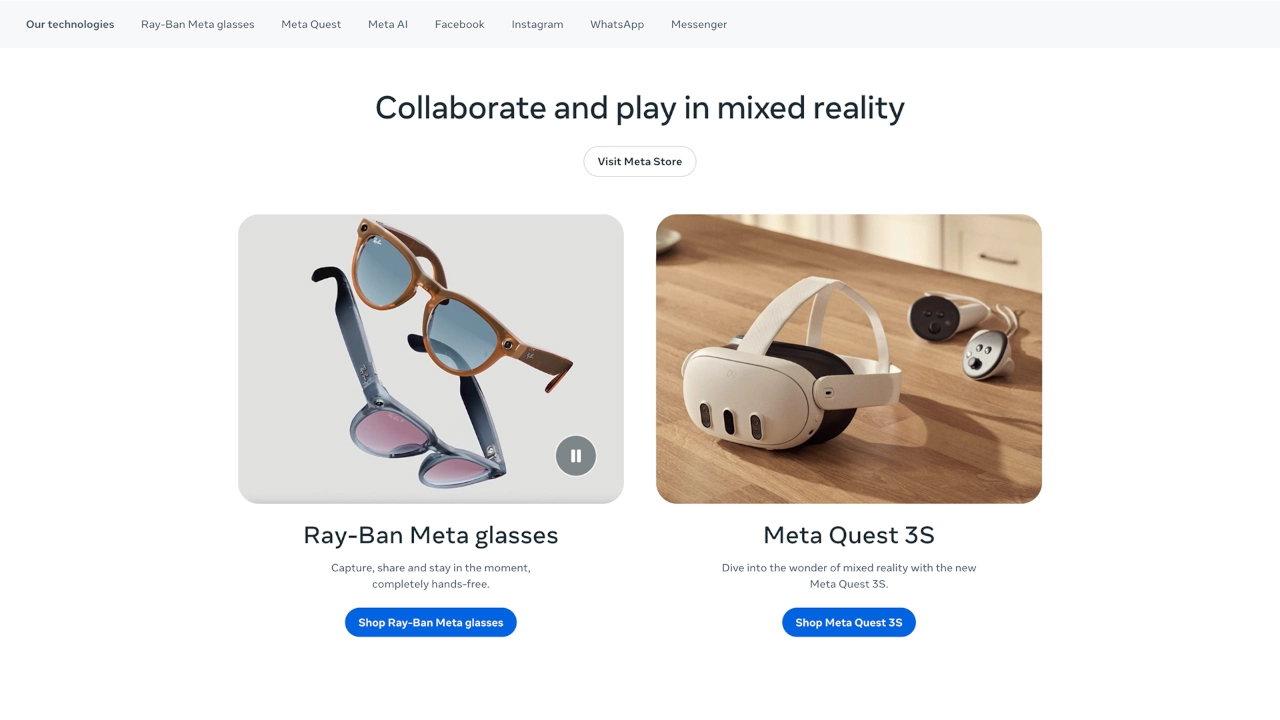 Our technologies
Ray-Ban Meta glasses
Meta Quest
Meta AI
Facebook
Instagram
WhatsApp
Messenger
Collaborate and play in mixed reality
Visit Meta Store
Ray-Ban Meta glasses
Capture, share and stay in the moment,
completely hands-free.
Shop Ray-Ban Meta glasses
Meta Quest 3S
Dive into the wonder of mixed reality with the new
Meta Quest 3S.
Shop Meta Quest 3S